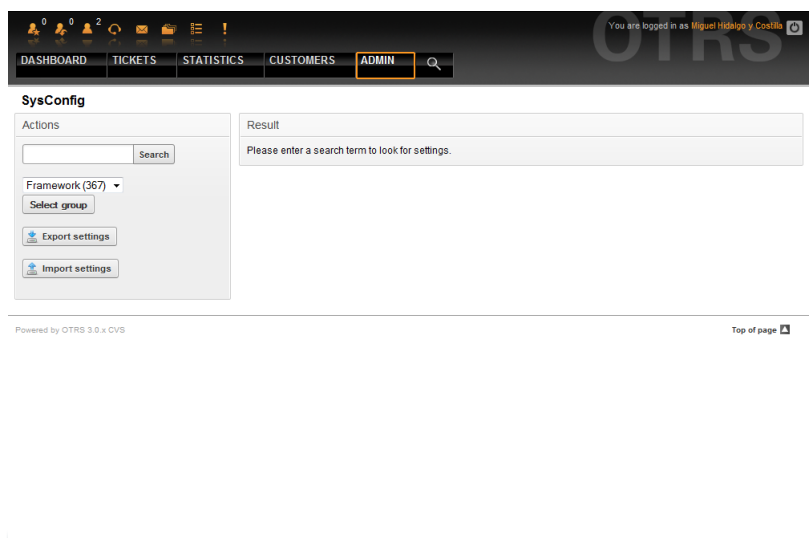 0 0 2
You are logged in as Miguel Hidalgo y Costilla
OTRS
DASHBOARD TICKETS STATISTICS CUSTOMERS ADMIN
SysConfig
Actions
Search
Framework (367)
Select group
Export settings
Import settings
Result
Please enter a search term to look for settings.
Powered by OTRS 3.0.x CVS
Top of page